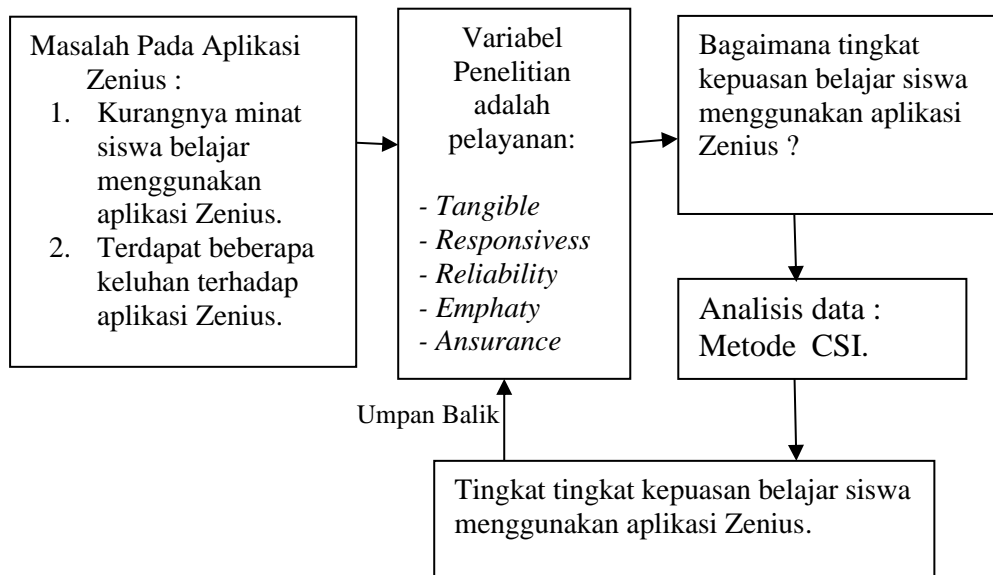 Masalah Pada Aplikasi
Zenius :
1. Kurangnya minat
siswa belajar
menggunakan
aplikasi Zenius.
2. Terdapat beberapa
keluhan terhadap
aplikasi Zenius.
Variabel
Penelitian
adalah
pelayanan:
- Tangible
- Responsivess
- Reliability
- Emphaty
- Ansurance
Bagaimana tingkat
kepuasan belajar siswa
menggunakan aplikasi
Zenius ?
Analisis data :
Metode CSI.
Umpan Balik
Tingkat tingkat kepuasan belajar siswa
menggunakan aplikasi Zenius.